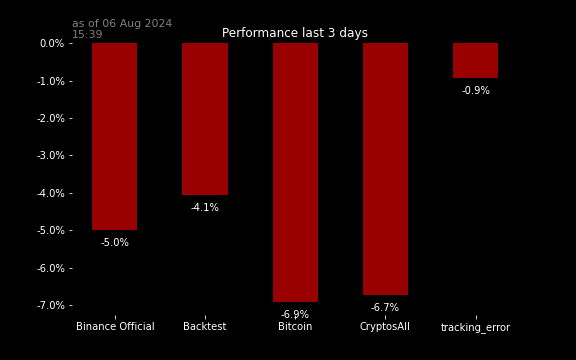 as of 06 Aug 2024
15:39
Performance last 3 days
0.0%
-1.0%
-2.0%
-3.0%
-4.0%
-5.0%
-6.0%
-7.0%
-5.0%
-4.1%
-6.9%
-6.7%
-0.9%
Binance Official
Backtest
Bitcoin
CryptosAll
tracking_error